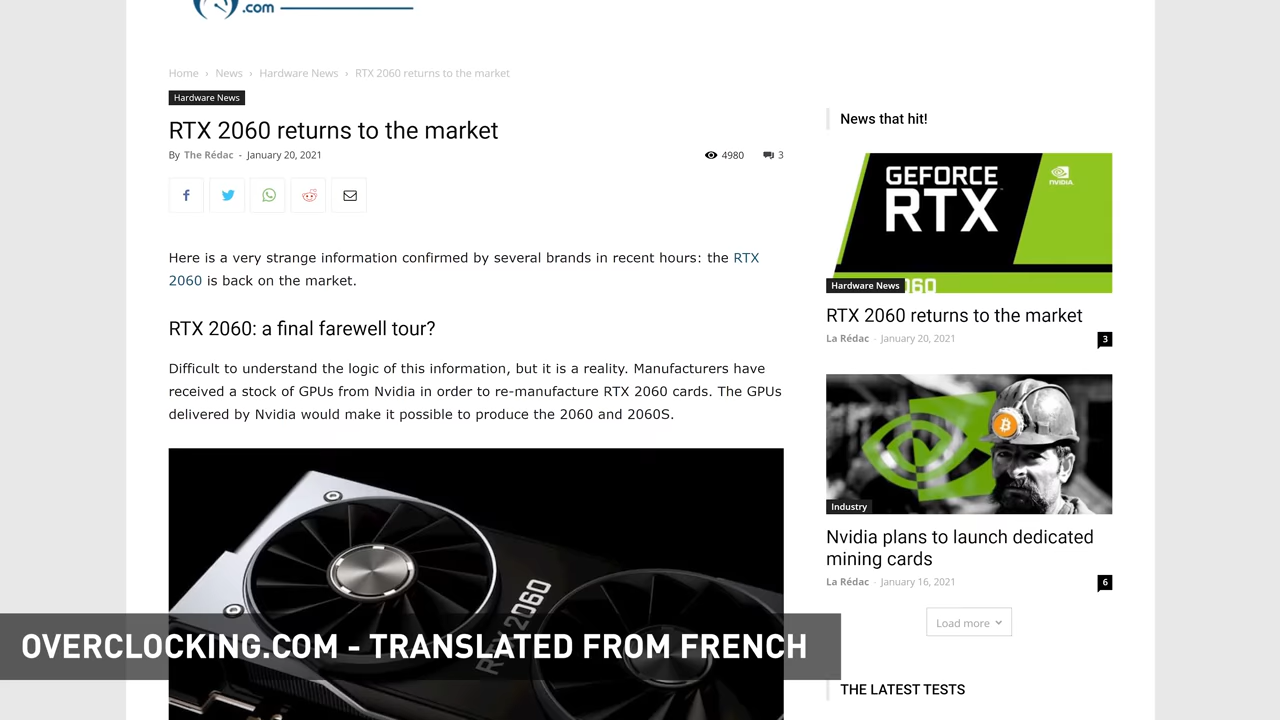 .com
Home › News › Hardware News › RTX 2060 returns to the market
Hardware News
RTX 2060 returns to the market
By The Rédac - January 20, 2021
4980 3
Here is a very strange information confirmed by several brands in recent hours: the RTX
2060 is back on the market.
RTX 2060: a final farewell tour?
Difficult to understand the logic of this information, but it is a reality. Manufacturers have
received a stock of GPUs from Nvidia in order to re-manufacture RTX 2060 cards. The GPUs
delivered by Nvidia would make it possible to produce the 2060 and 2060S.
RTX 2060
OVERCLOCKING.COM - TRANSLATED FROM FRENCH
News that hit!
GEFORCE
RTX
NVIDIA.
Hardware News
RTX 2060 returns to the market
La Rédac - January 20, 2021
3
Industry
Nvidia plans to launch dedicated
mining cards
La Rédac - January 16, 2021
6
Load more
THE LATEST TESTS